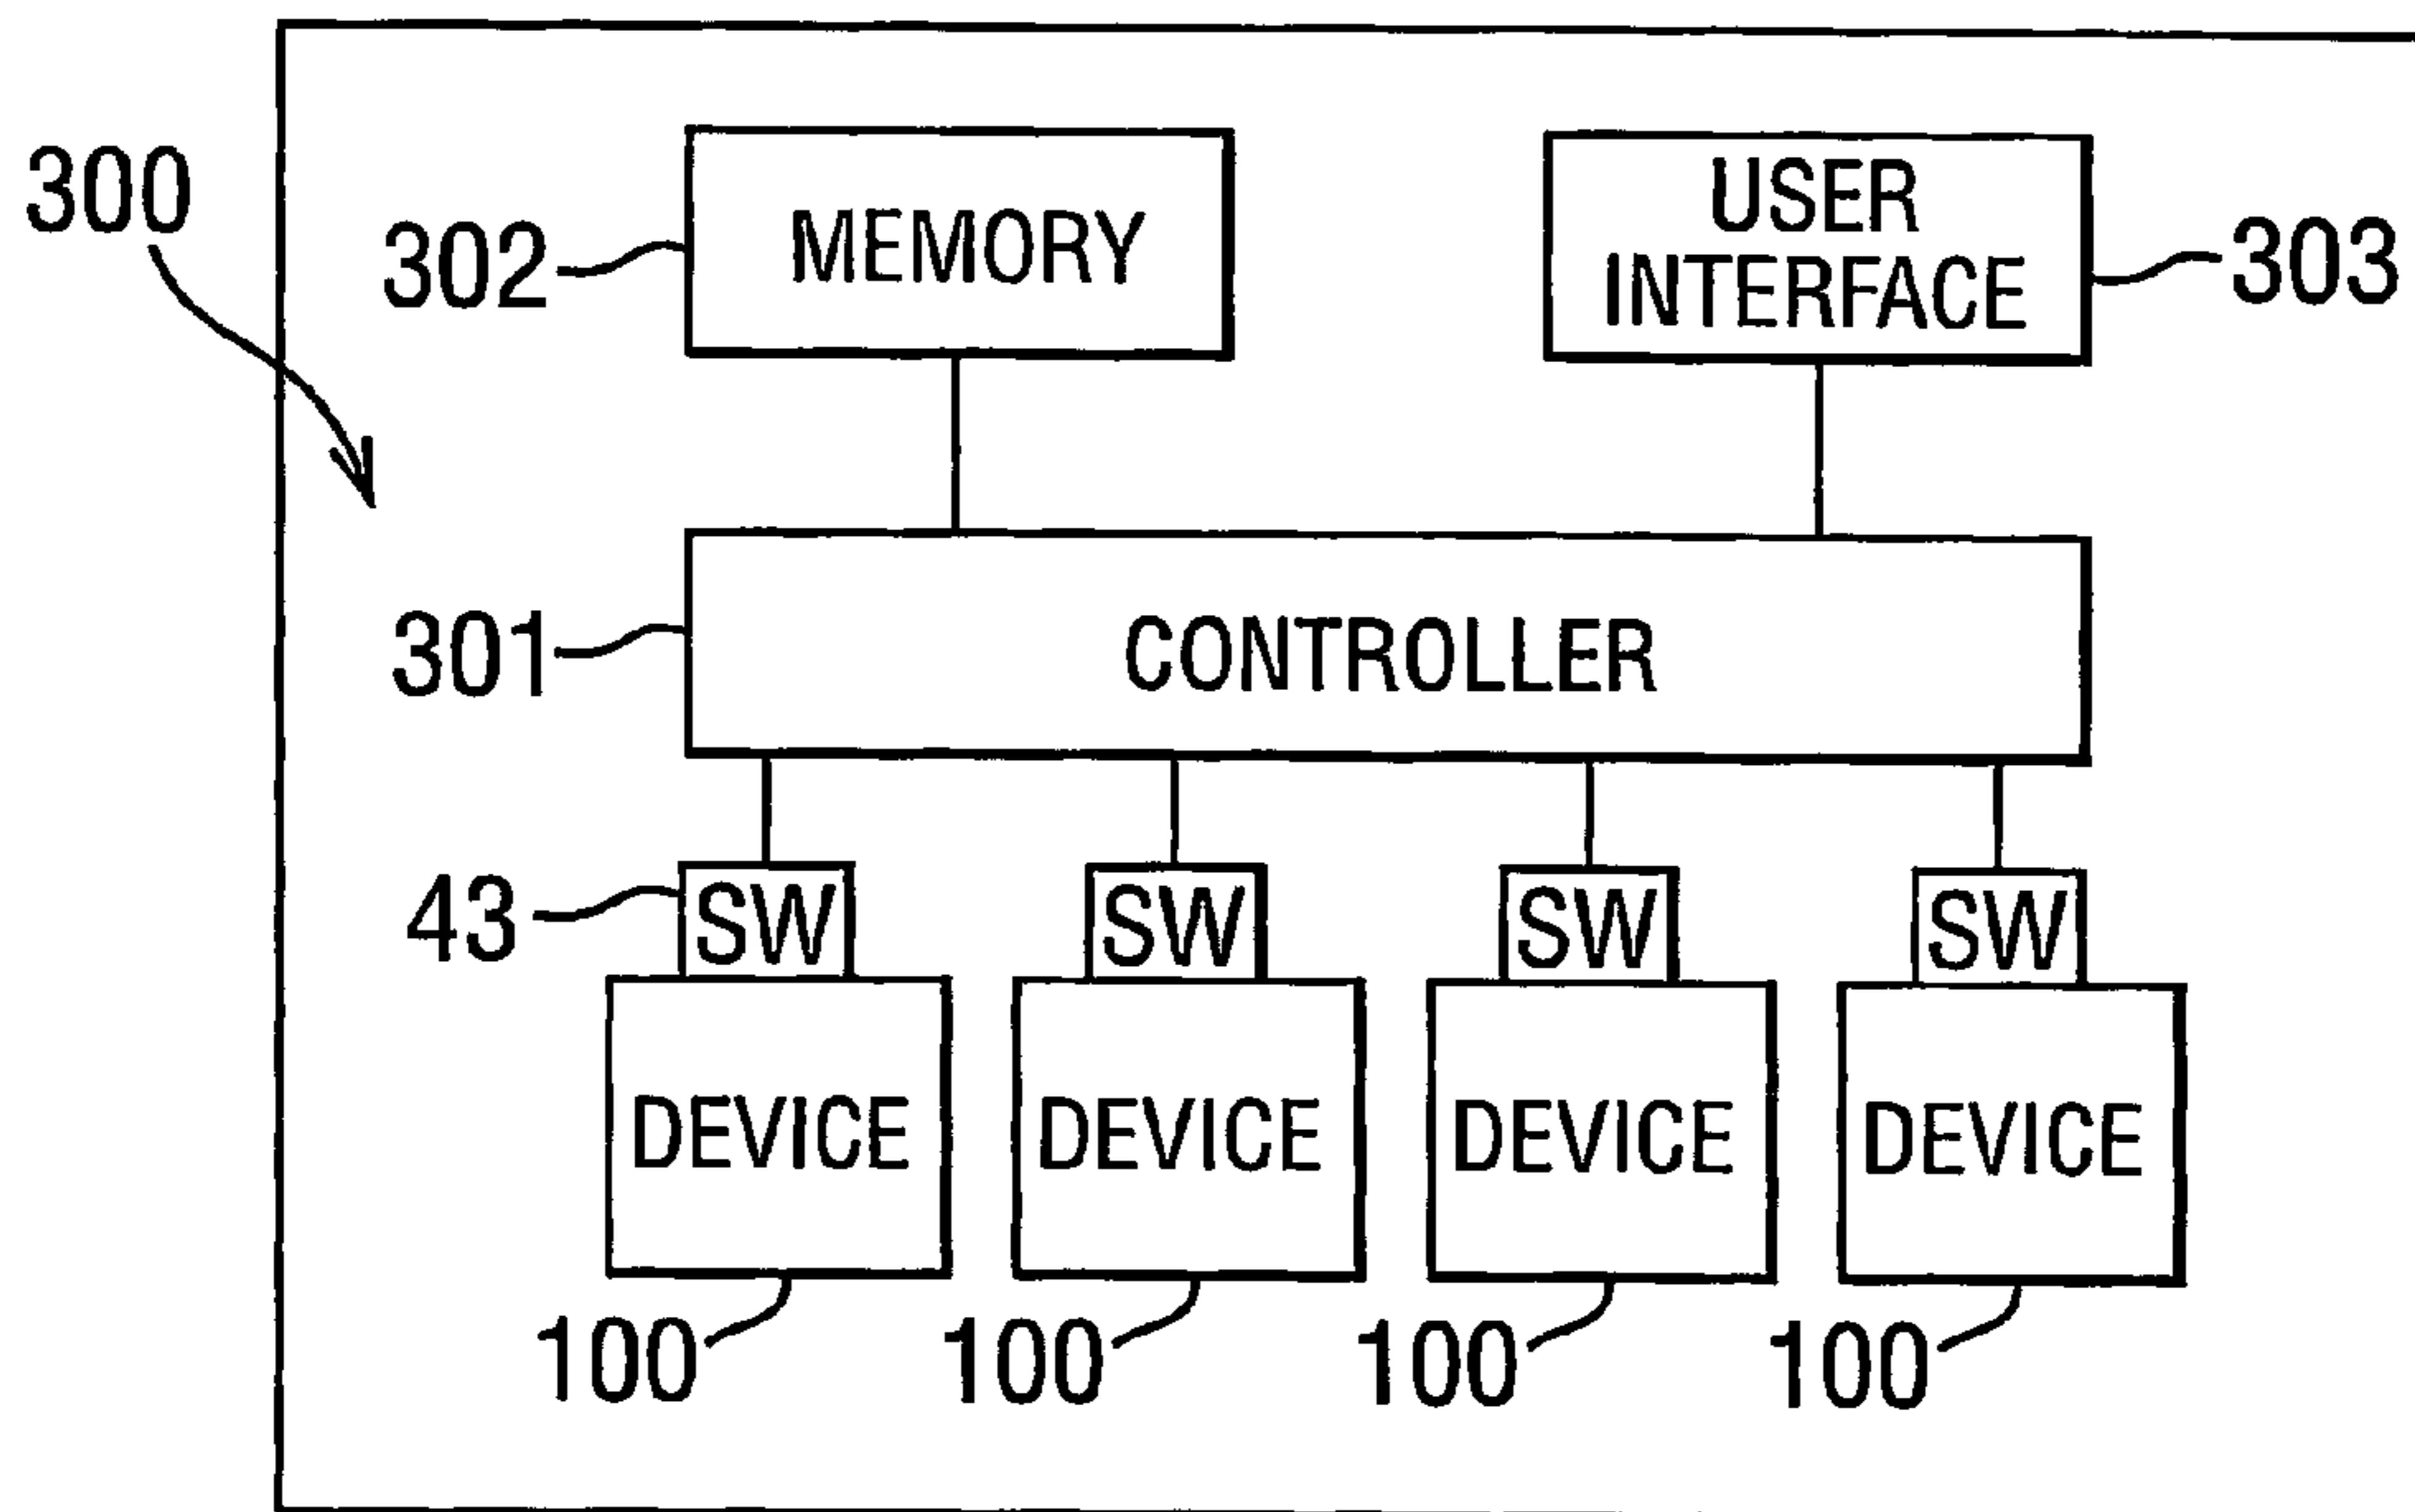 300
302
MEMORY
USER
INTERFACE
303
301
CONTROLLER
43
SW SW SW SW
DEVICE DEVICE DEVICE DEVICE
100 100 100 100